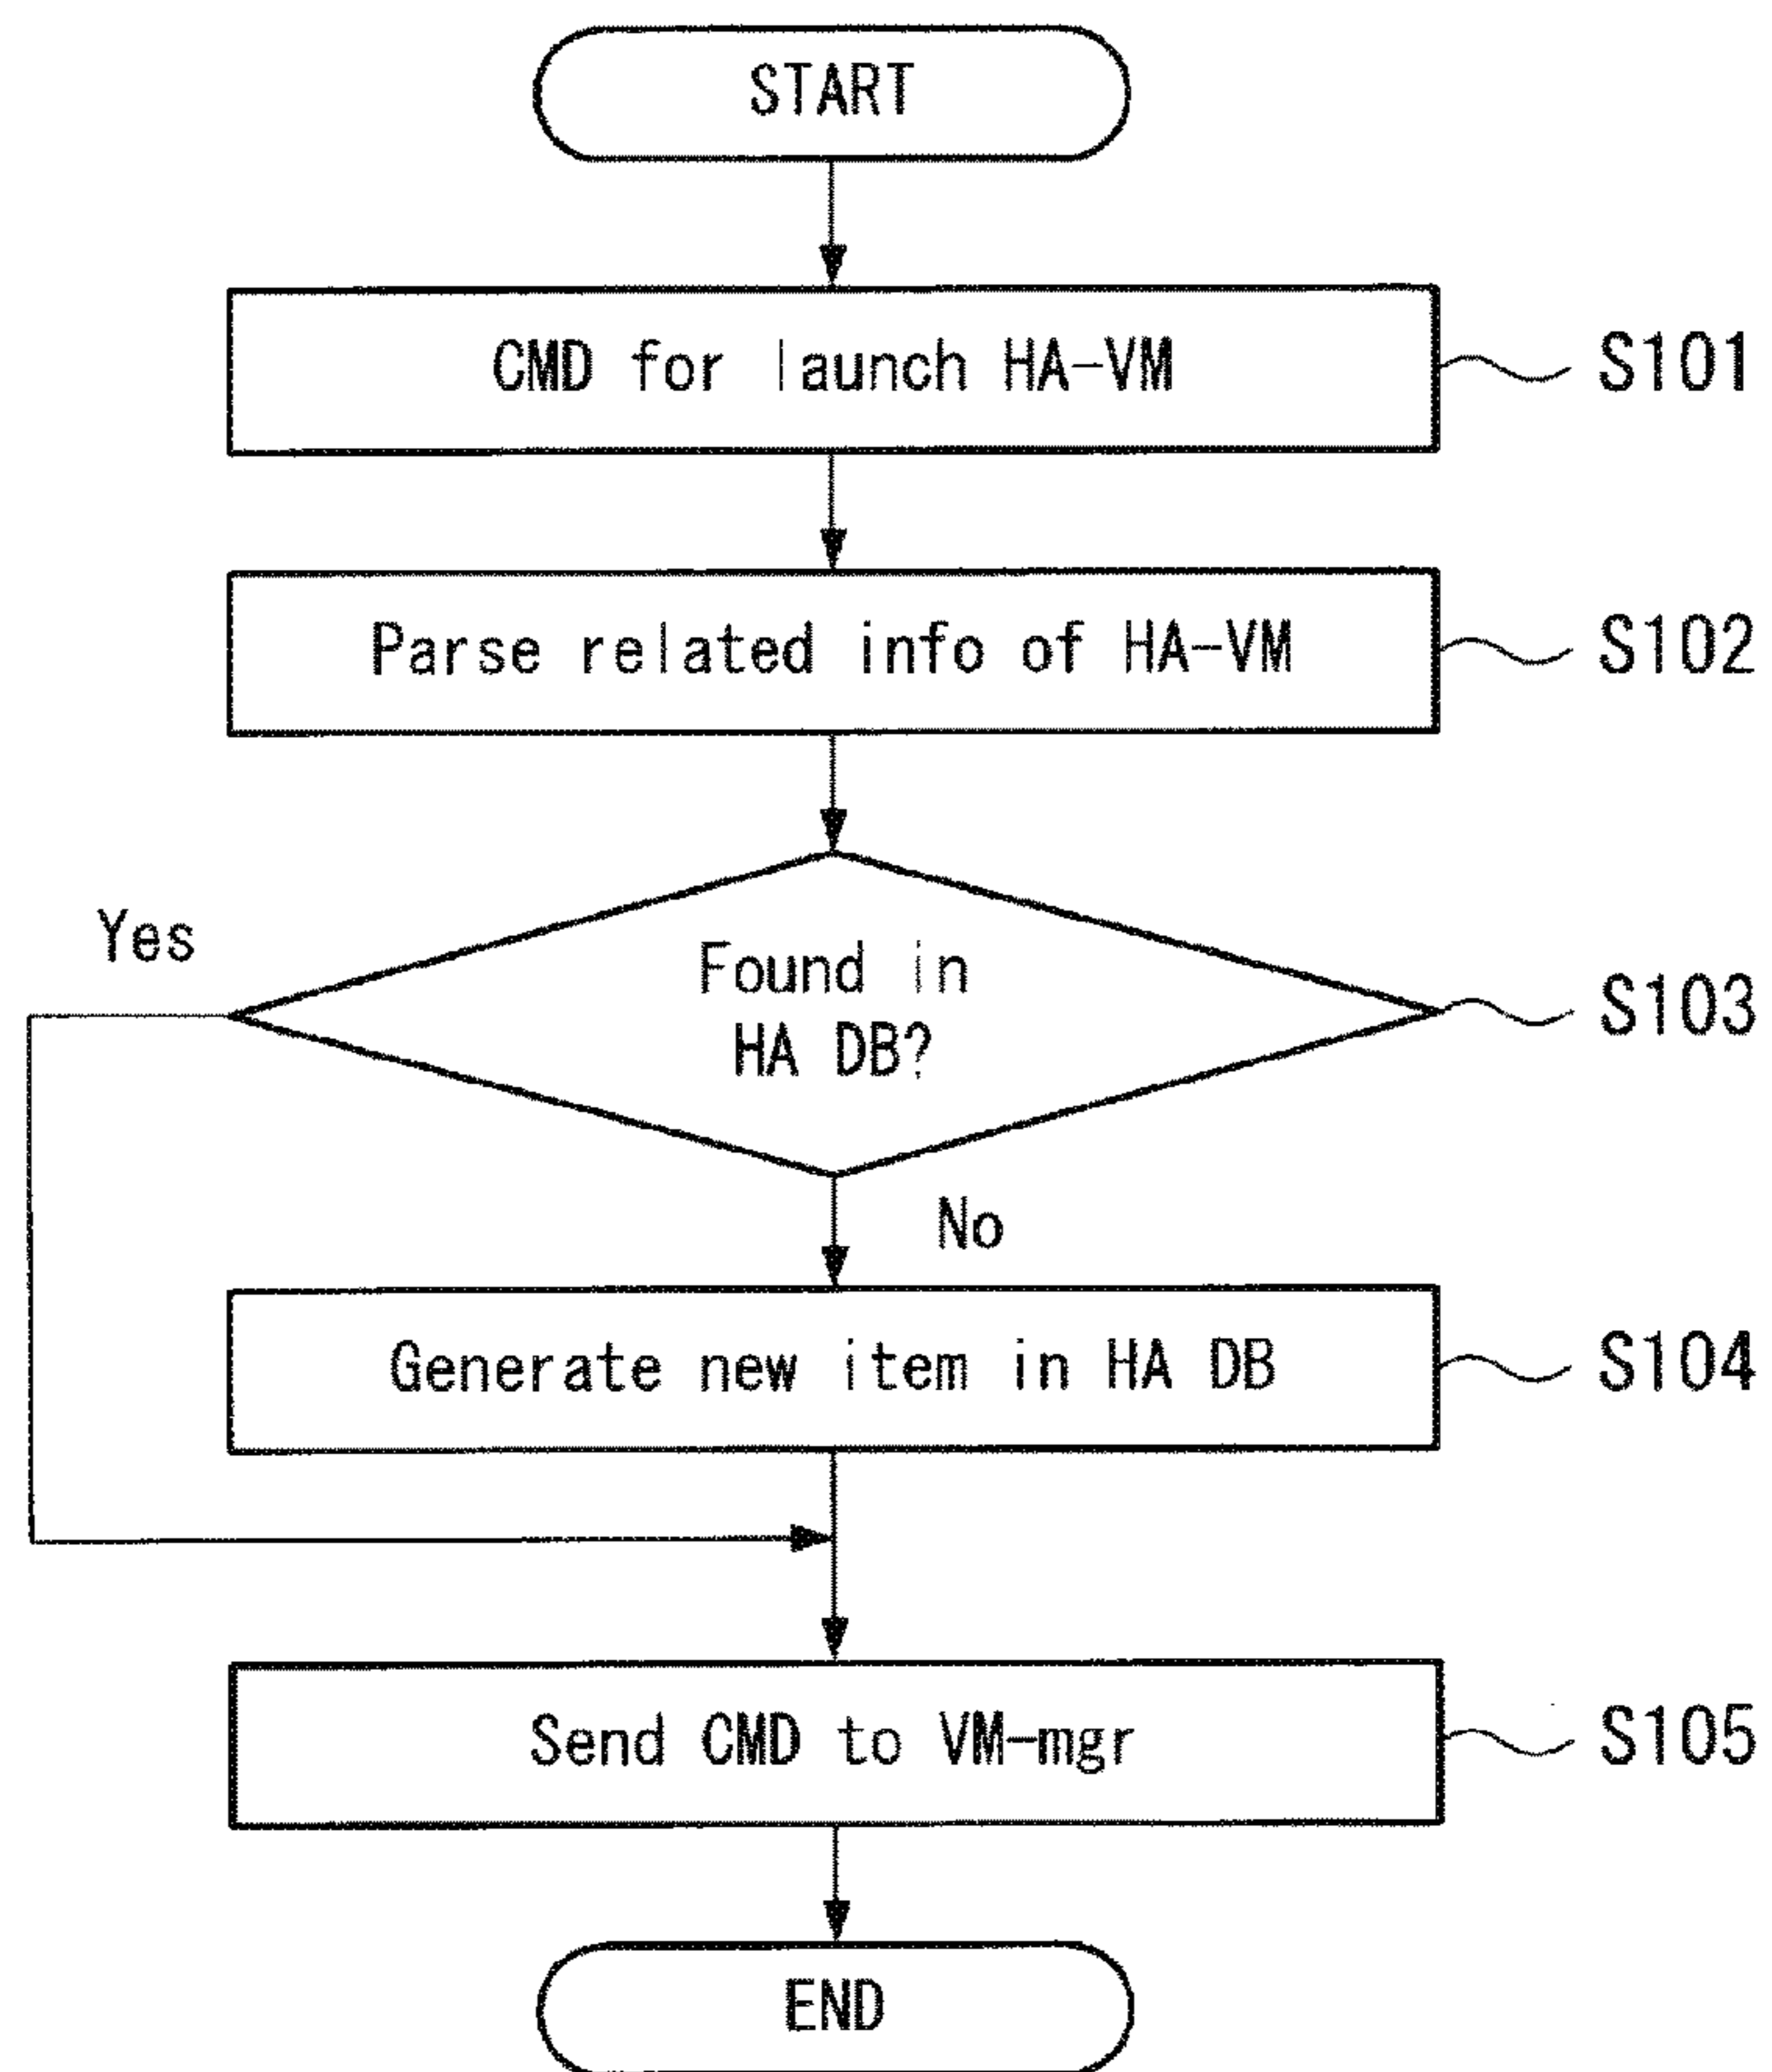 START
CMD for launch HA-VM
S101
Parse related info of HA-VM
S102
Yes
Found in
HA DB?
S103
No
Generate new item in HA DB
S104
Send CMD to VM-mgr
S105
END